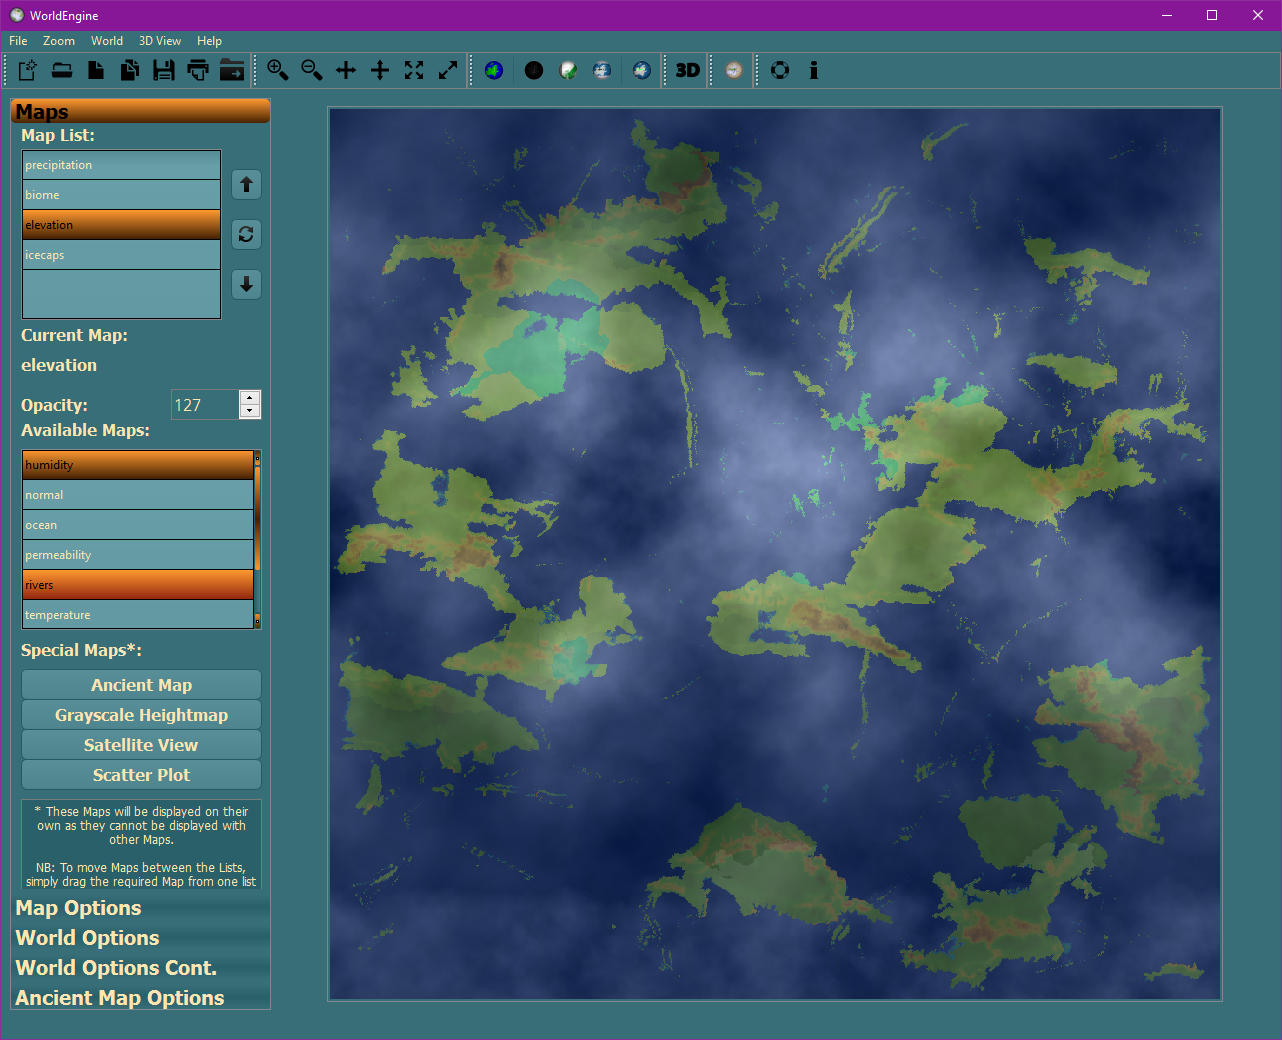 WorldEngine
File Zoom World 3D View Help
3D
Maps
Map List:
precipitation
biome
elevation
icecaps
Current Map:
elevation
Opacity: 127
Available Maps:
humidity
normal
ocean
permeability
rivers
temperature
Special Maps*:
Ancient Map
Grayscale Heightmap
Satellite View
Scatter Plot
* These Maps will be displayed on their
own as they cannot be displayed with
other Maps.
NB: To move Maps between the Lists,
simply drag the required Map from one list
Map Options
World Options
World Options Cont.
Ancient Map Options